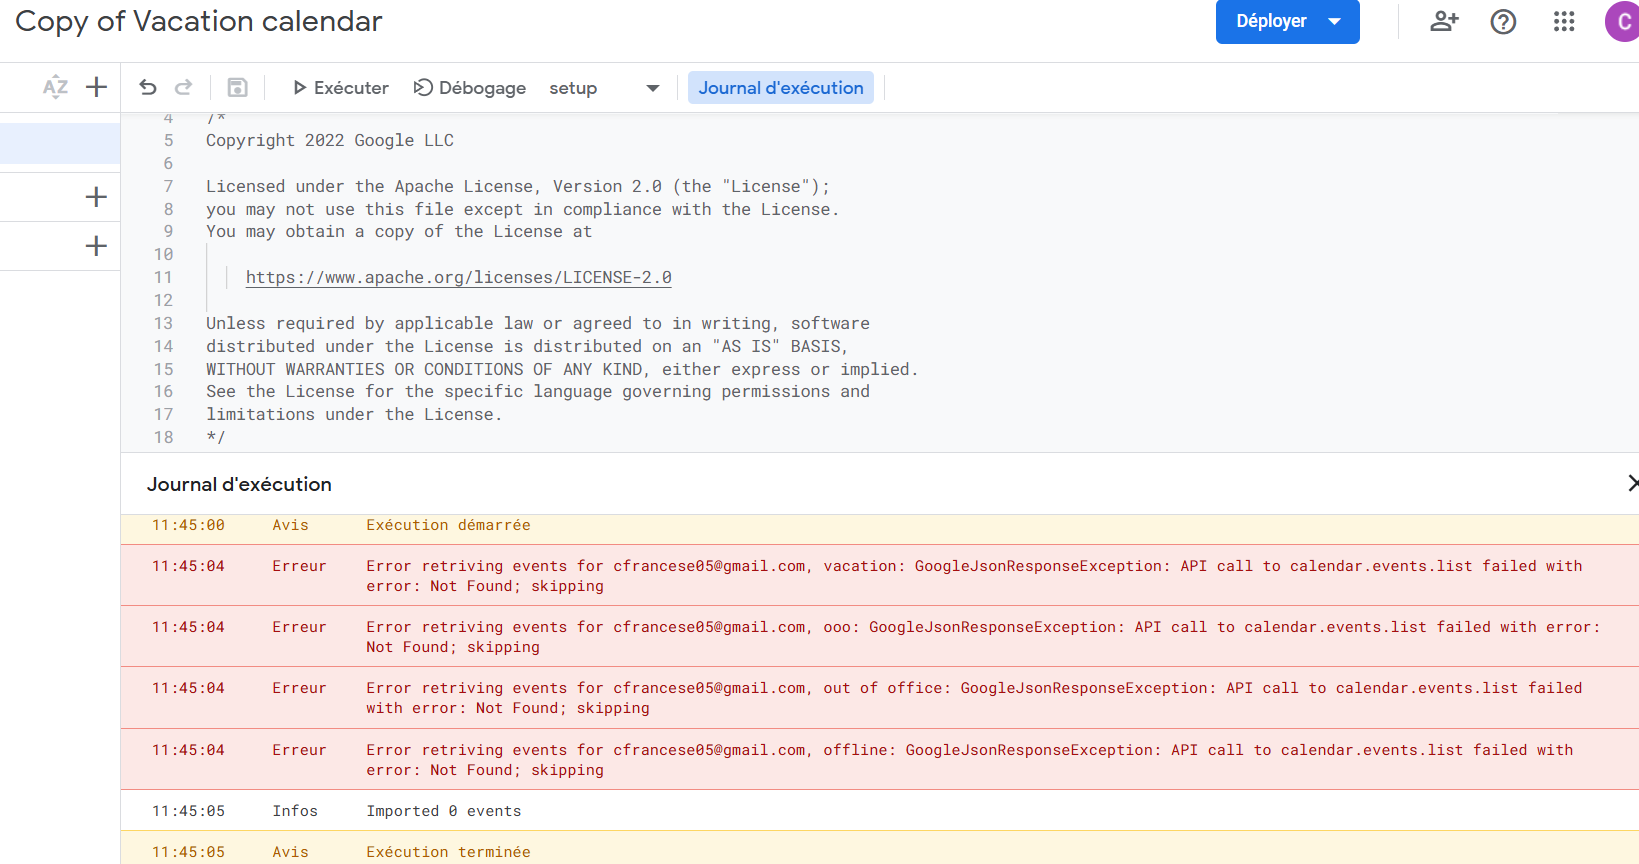 Copy of Vacation calendar
Déployer
C
AZ
Exécuter
Débogage
setup
Journal d'exécution
4 /*
5 Copyright 2022 Google LLC
6
7 Licensed under the Apache License, Version 2.0 (the "License");
8 you may not use this file except in compliance with the License.
9 You may obtain a copy of the License at
10
11 https://www.apache.org/licenses/LICENSE-2.0
12
13 Unless required by applicable law or agreed to in writing, software
14 distributed under the License is distributed on an "AS IS" BASIS,
15 WITHOUT WARRANTIES OR CONDITIONS OF ANY KIND, either express or implied.
16 See the License for the specific language governing permissions and
17 limitations under the License.
18 */
Journal d'exécution
11:45:00 Avis Exécution démarrée
11:45:04 Erreur Error retriving events for cfrancese05@gmail.com, vacation: GoogleJsonResponseException: API call to calendar.events.list failed with
error: Not Found; skipping
11:45:04 Erreur Error retriving events for cfrancese05@gmail.com, ooo: GoogleJsonResponseException: API call to calendar.events.list failed with error:
Not Found; skipping
11:45:04 Erreur Error retriving events for cfrancese05@gmail.com, out of office: GoogleJsonResponseException: API call to calendar.events.list failed
with error: Not Found; skipping
11:45:04 Erreur Error retriving events for cfrancese05@gmail.com, offline: GoogleJsonResponseException: API call to calendar.events.list failed with
error: Not Found; skipping
11:45:05 Infos Imported 0 events
11:45:05 Avis Exécution terminée